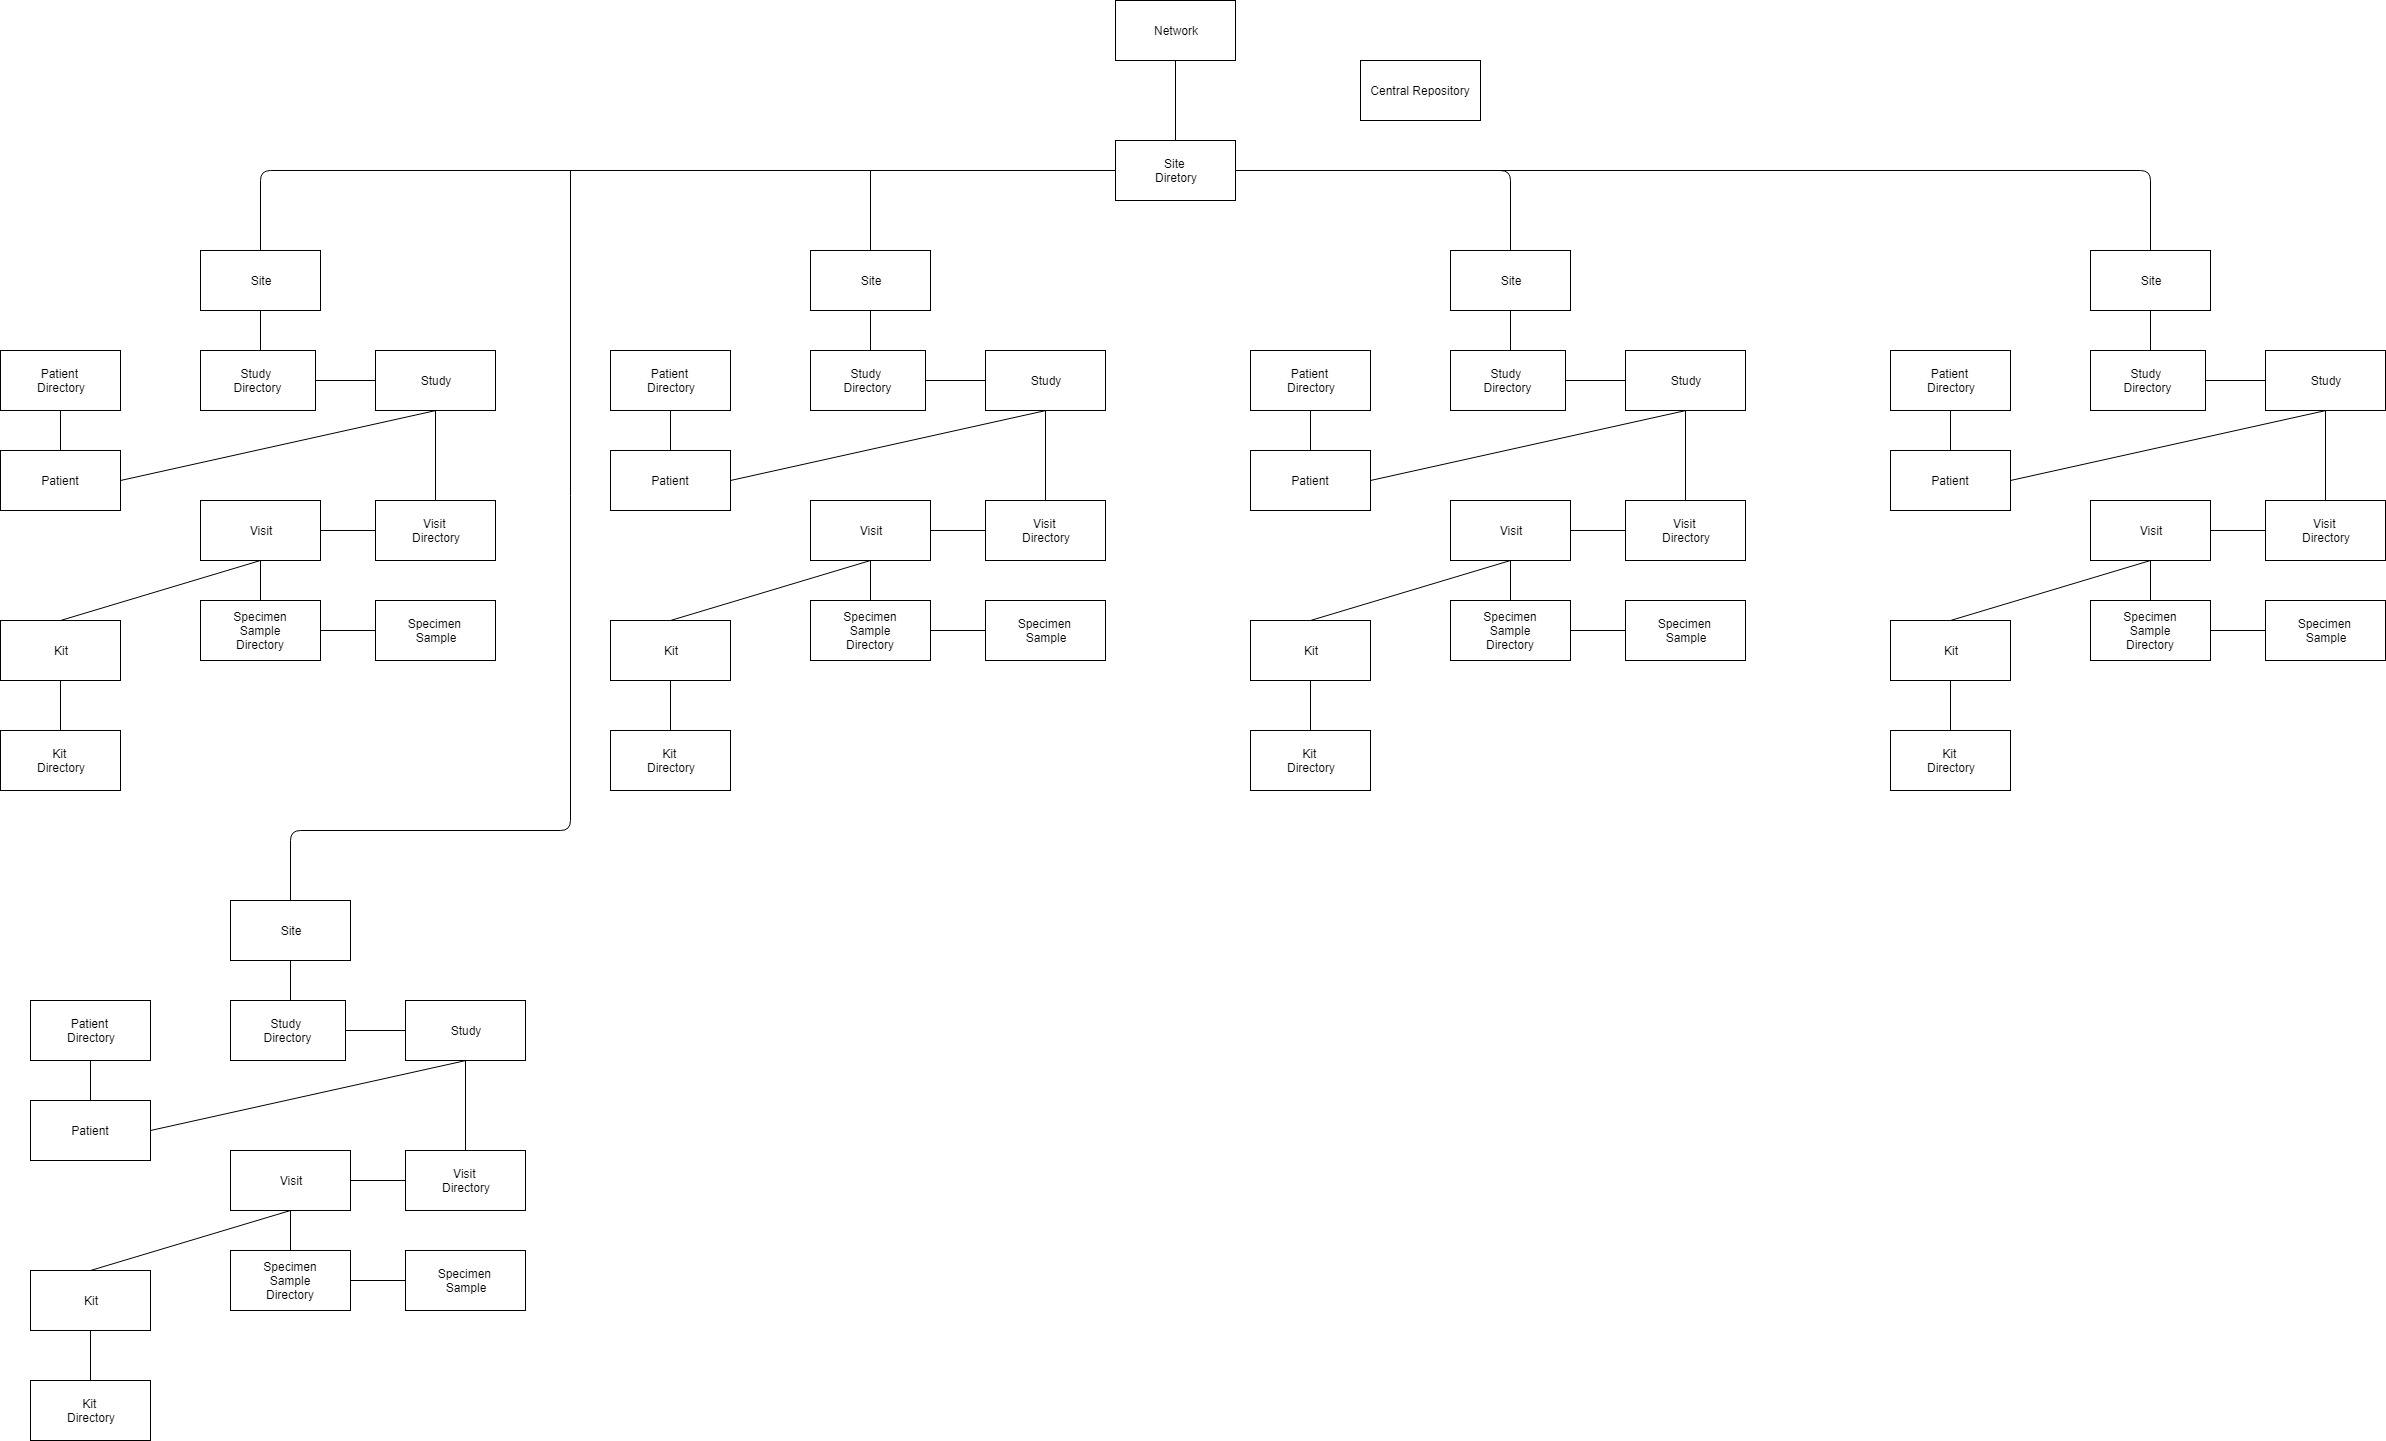 Network
Central Repository
Site
Diretory
Site
Site
Site
Site
Patient
Directory
Study
Directory
Study
Patient
Directory
Study
Directory
Study
Patient
Directory
Study
Directory
Study
Patient
Directory
Study
Directory
Study
Patient
Patient
Patient
Patient
Visit
Visit
Directory
Visit
Visit
Directory
Visit
Visit
Directory
Visit
Visit
Directory
Specimen
Sample
Directory
Specimen
Sample
Specimen
Sample
Directory
Specimen
Sample
Specimen
Sample
Directory
Specimen
Sample
Specimen
Sample
Directory
Specimen
Sample
Kit
Kit
Kit
Kit
Kit
Directory
Kit
Directory
Kit
Directory
Kit
Directory
Site
Patient
Directory
Study
Directory
Study
Patient
Visit
Visit
Directory
Specimen
Sample
Directory
Specimen
Sample
Kit
Kit
Directory